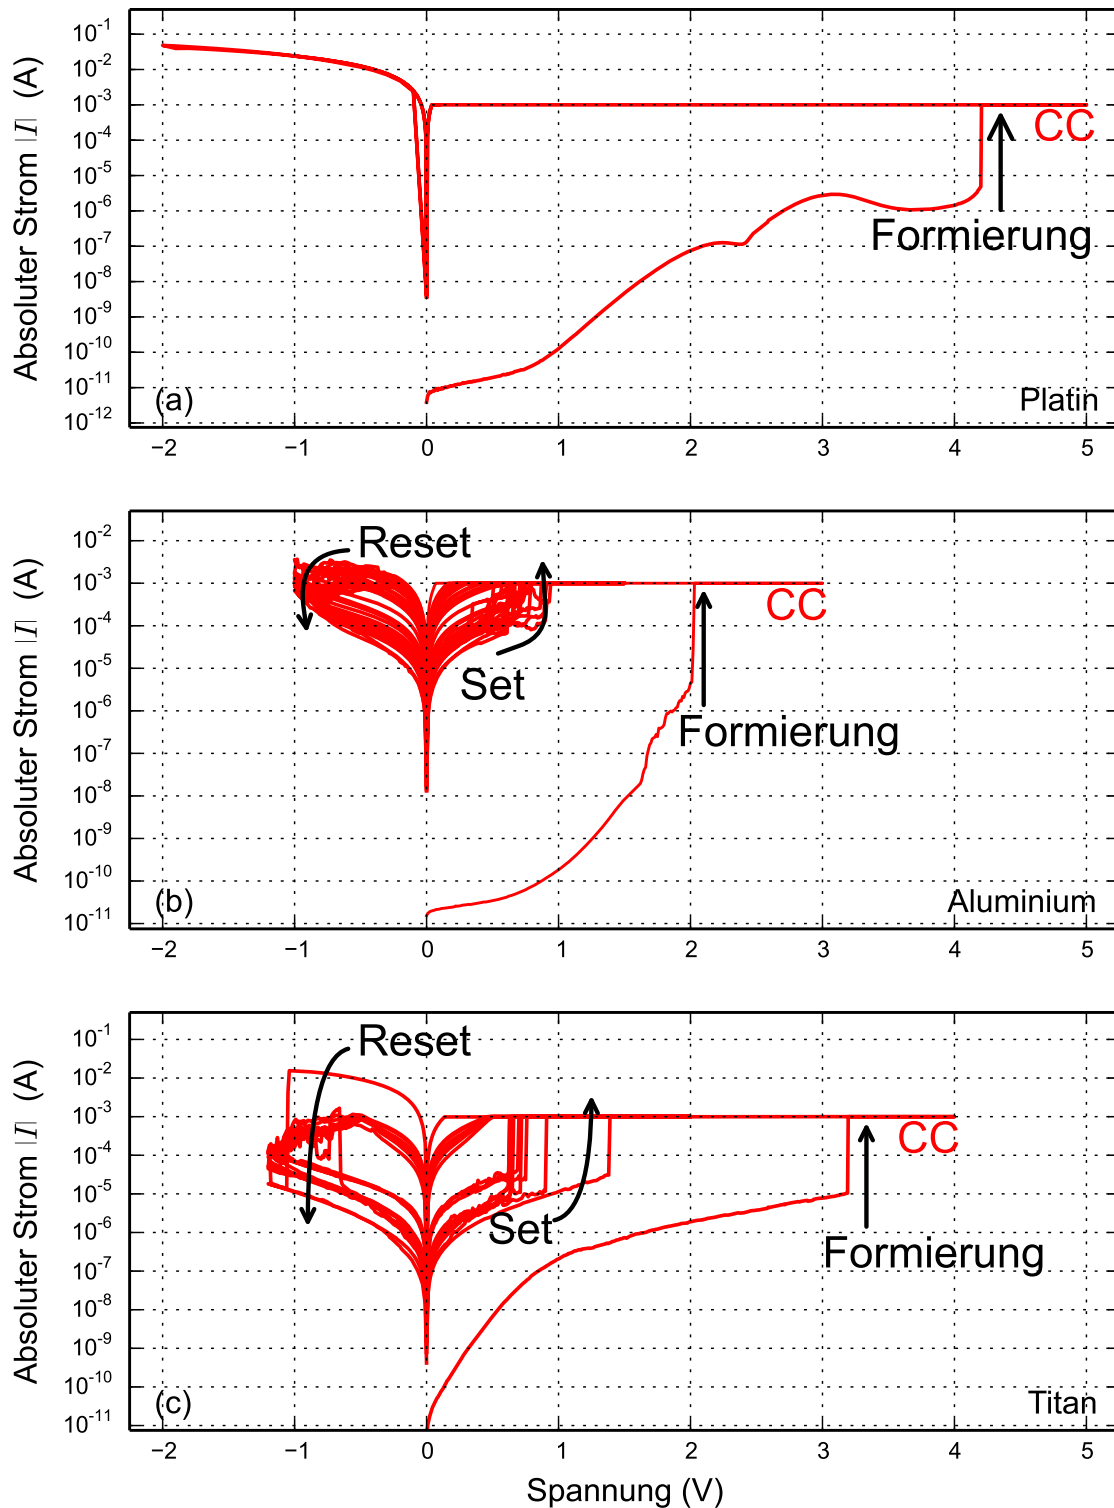 Absoluter Strom |I| (A)
10⁻¹
10⁻²
10⁻³
10⁻⁴
10⁻⁵
10⁻⁶
10⁻⁷
10⁻⁸
10⁻⁹
10⁻¹⁰
10⁻¹¹
10⁻¹²
CC
Formierung
(a)
Platin
−2 −1 0 1 2 3 4 5
Absoluter Strom |I| (A)
10⁻²
10⁻³
10⁻⁴
10⁻⁵
10⁻⁶
10⁻⁷
10⁻⁸
10⁻⁹
10⁻¹⁰
10⁻¹¹
Reset
CC
Set
Formierung
(b)
Aluminium
−2 −1 0 1 2 3 4 5
Absoluter Strom |I| (A)
10⁻¹
10⁻²
10⁻³
10⁻⁴
10⁻⁵
10⁻⁶
10⁻⁷
10⁻⁸
10⁻⁹
10⁻¹⁰
10⁻¹¹
Reset
CC
Set
Formierung
(c)
Titan
−2 −1 0 1 2 3 4 5
Spannung (V)